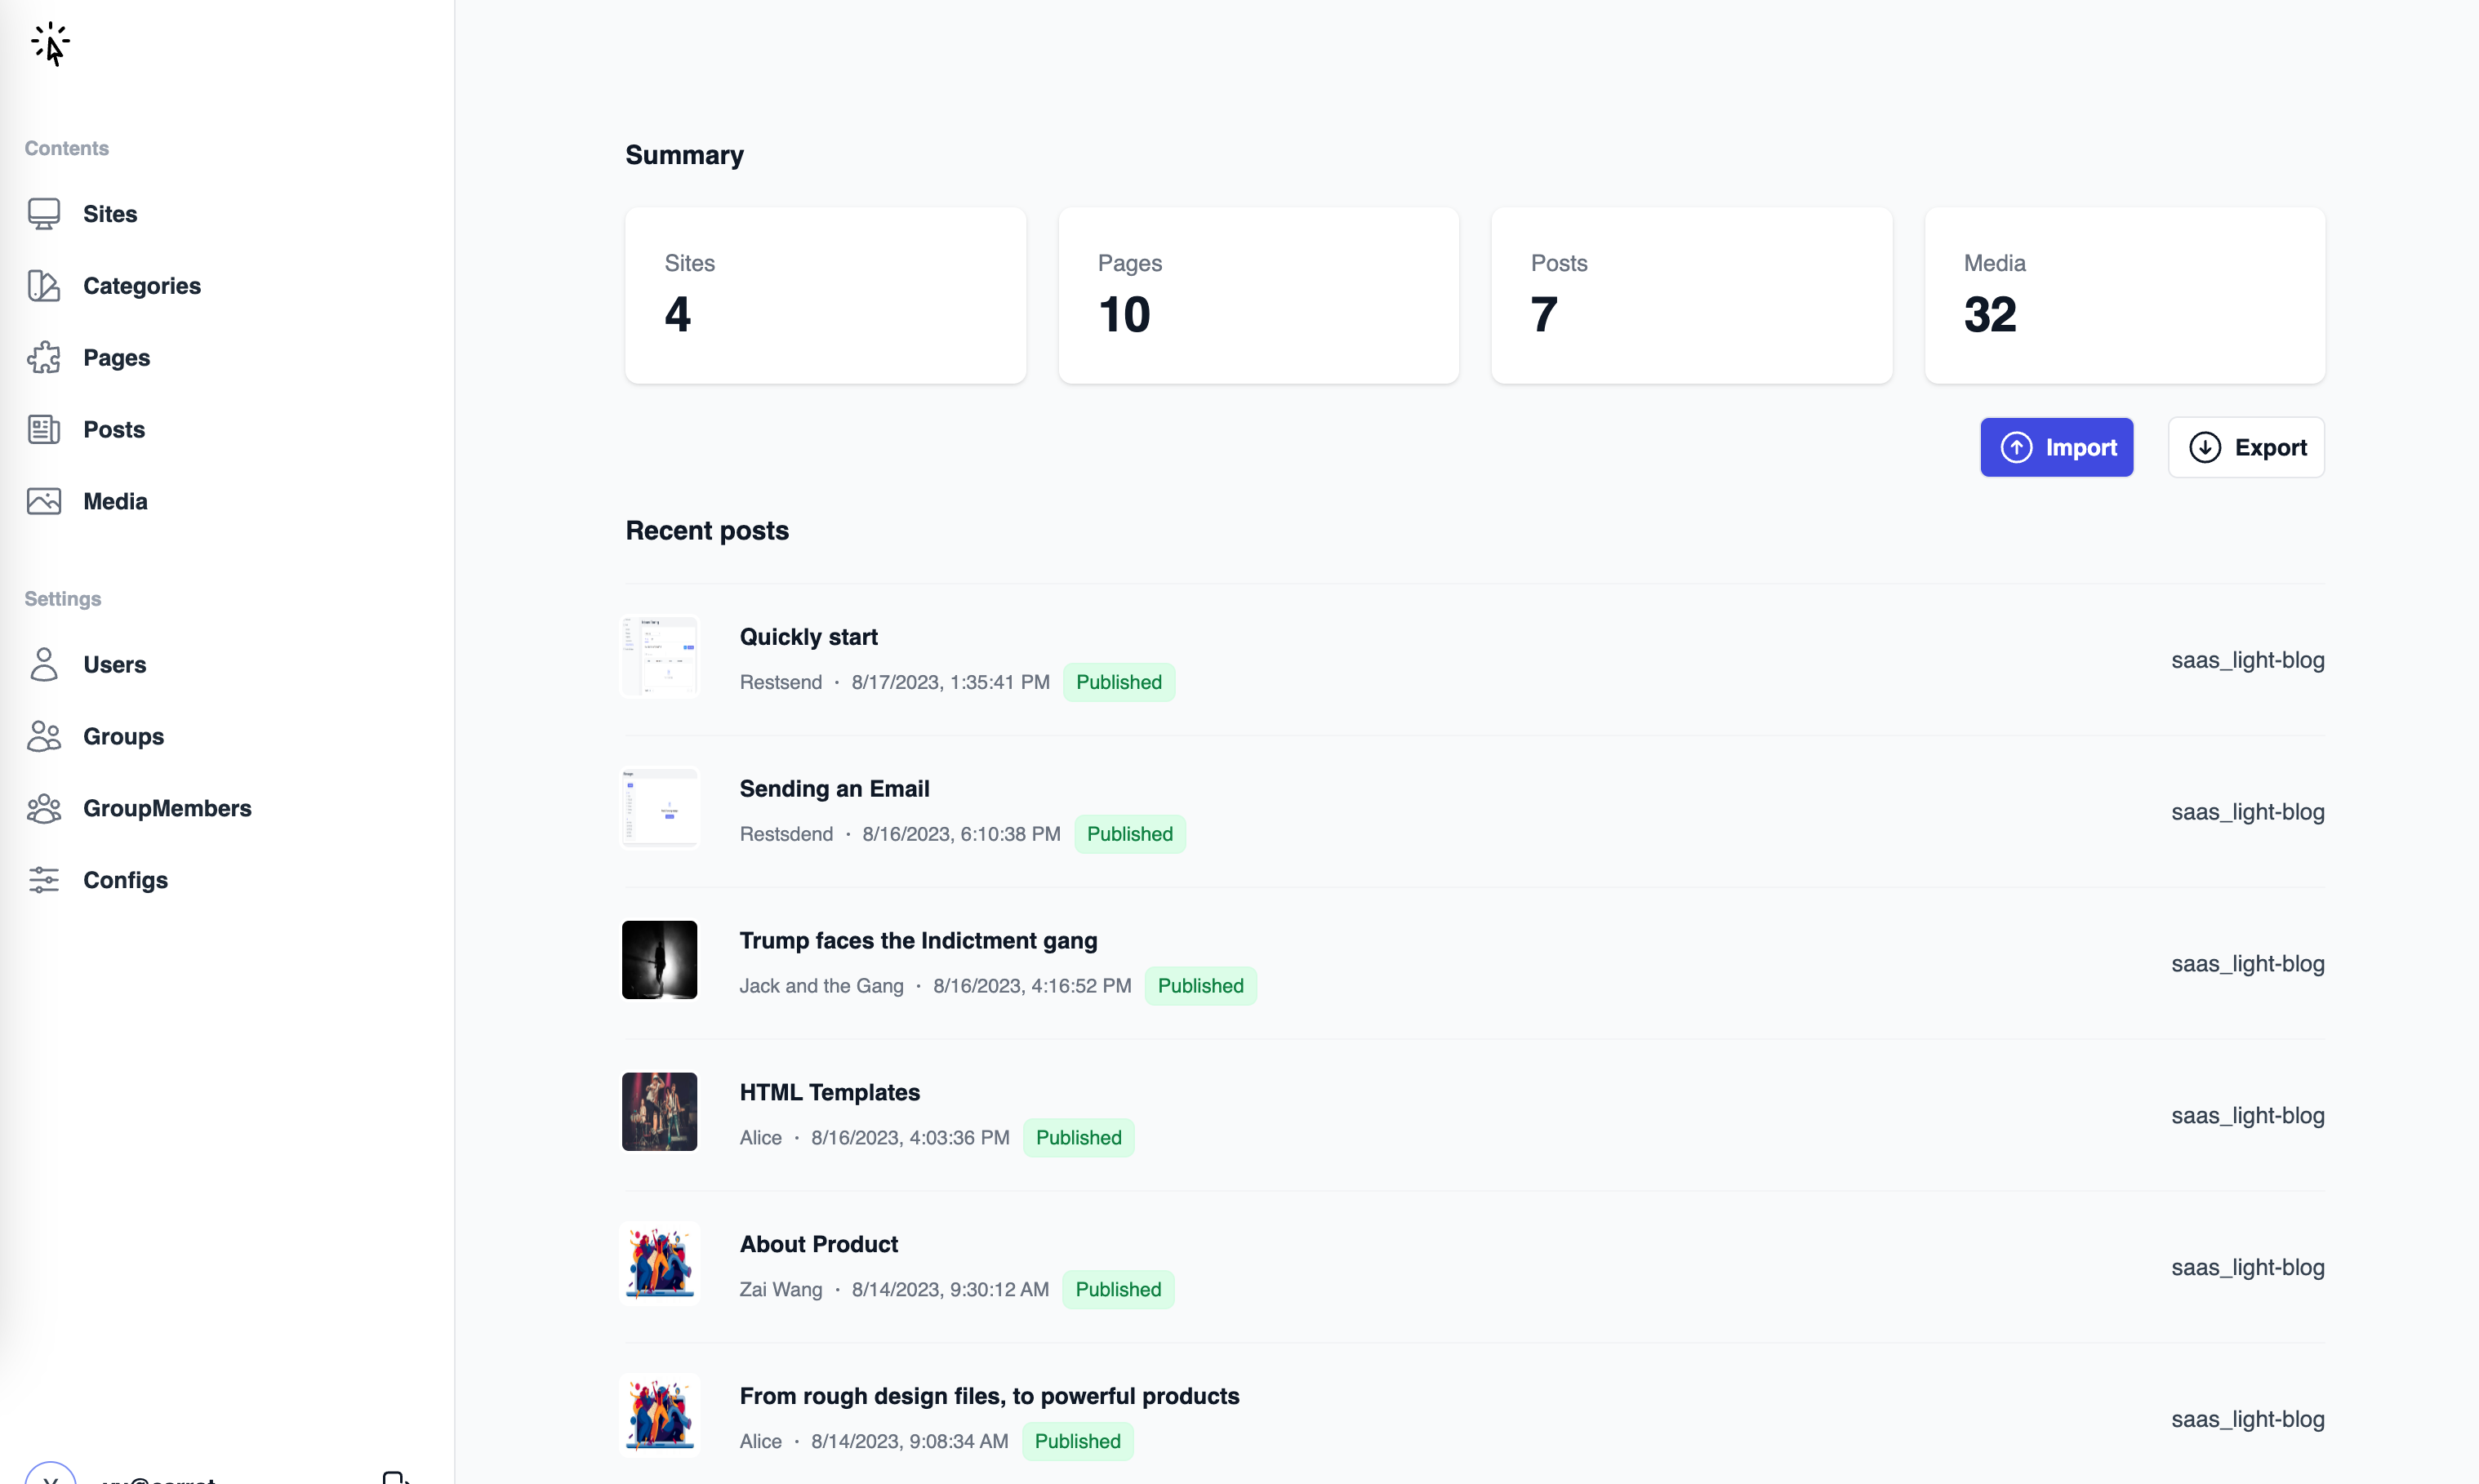 Contents
Sites
Categories
Pages
Posts
Media
Settings
Users
Groups
GroupMembers
Configs
Summary
Sites
4
Pages
10
Posts
7
Media
32
Import
Export
Recent posts
Quickly start
Restsend · 8/17/2023, 1:35:41 PM Published
saas_light-blog
Sending an Email
Restsdend · 8/16/2023, 6:10:38 PM Published
saas_light-blog
Trump faces the Indictment gang
Jack and the Gang · 8/16/2023, 4:16:52 PM Published
saas_light-blog
HTML Templates
Alice · 8/16/2023, 4:03:36 PM Published
saas_light-blog
About Product
Zai Wang · 8/14/2023, 9:30:12 AM Published
saas_light-blog
From rough design files, to powerful products
Alice · 8/14/2023, 9:08:34 AM Published
saas_light-blog